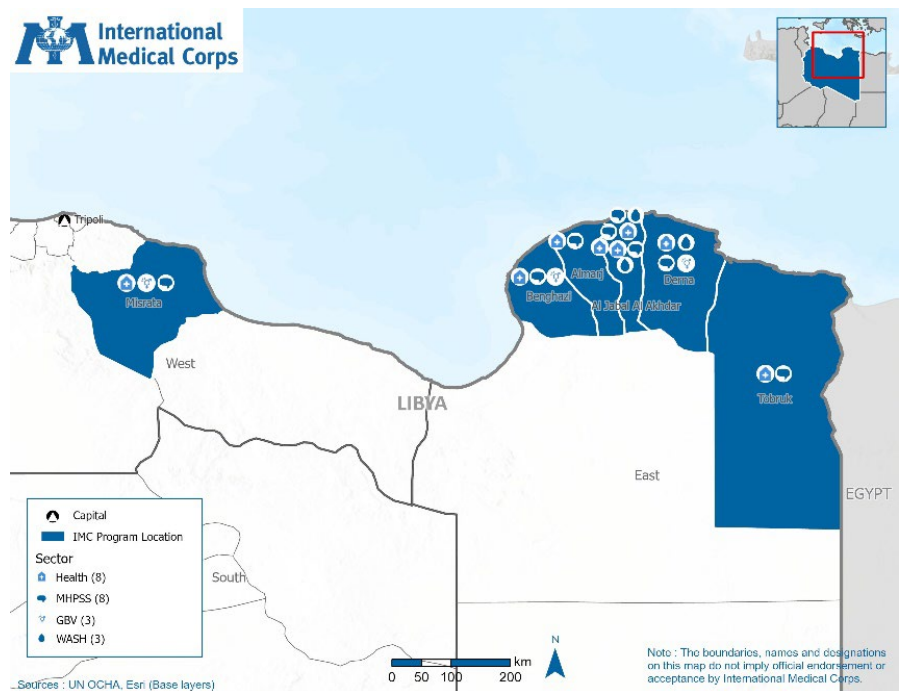 International
Medical Corps
Tripoli
Misrata
West
LIBYA
Benghazi
Almarj
Al Jabal Al Akhdar
Derna
Tobruk
East
EGYPT
South
Capital
IMC Program Location
Sector
Health (8)
MHPSS (8)
GBV (3)
WASH (3)
N
km
0 50 100 200
Note : The boundaries, names and designations
on this map do not imply official endorsement or
acceptance by International Medical Corps.
Sources : UN OCHA, Esri (Base layers)